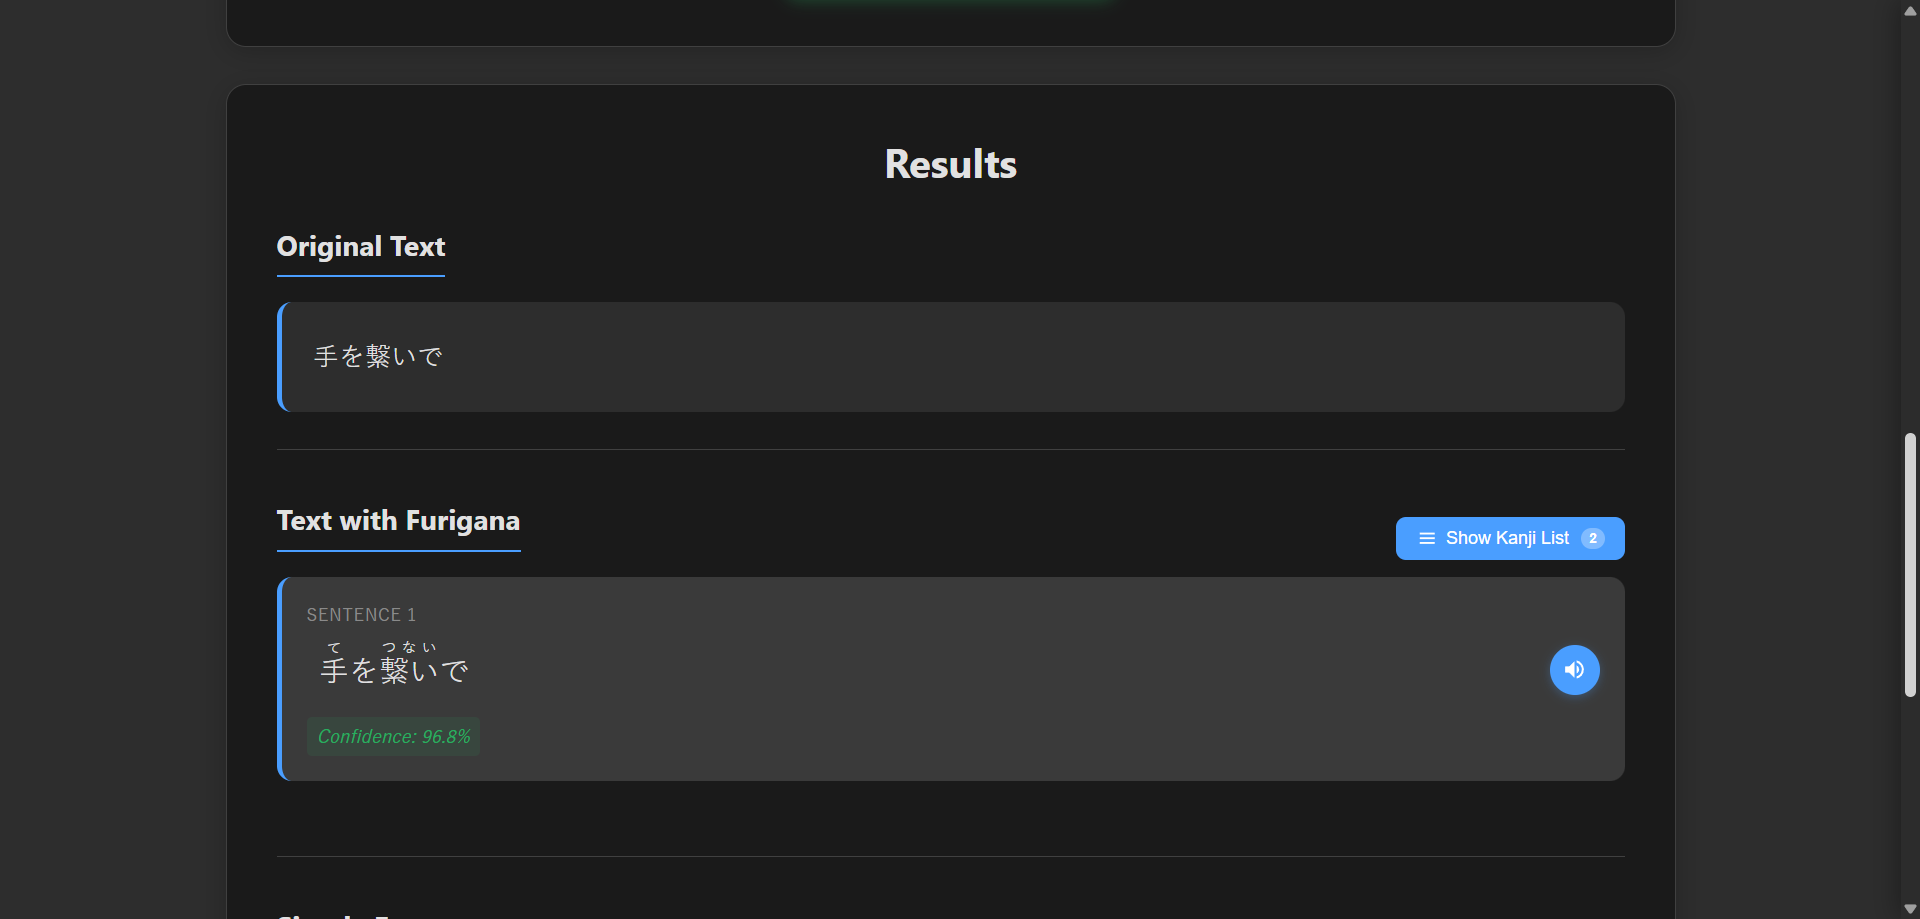 Results
Original Text
手を繋いで
Text with Furigana
Show Kanji List 2
SENTENCE 1
て つない
手を繋いで
Confidence: 96.8%